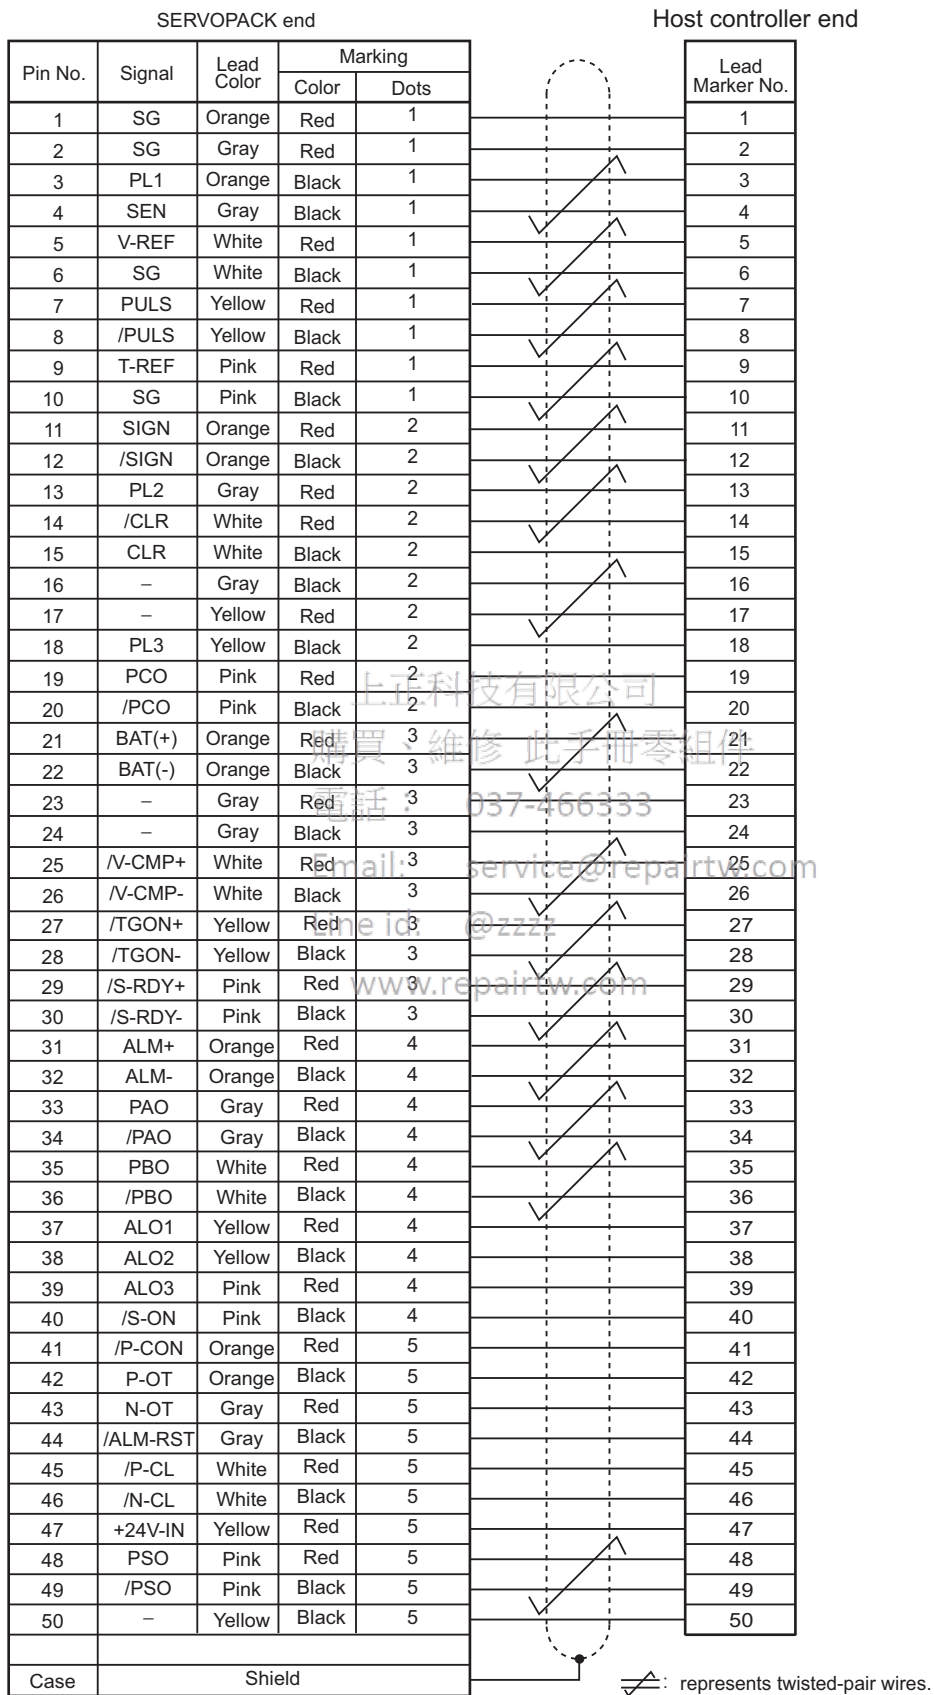 SERVOPACK end Host controller end
Pin No. Signal Lead Color Marking Lead Marker No.
Color Dots
1 SG Orange Red 1 1
2 SG Gray Red 1 2
3 PL1 Orange Black 1 3
4 SEN Gray Black 1 4
5 V-REF White Red 1 5
6 SG White Black 1 6
7 PULS Yellow Red 1 7
8 /PULS Yellow Black 1 8
9 T-REF Pink Red 1 9
10 SG Pink Black 1 10
11 SIGN Orange Red 2 11
12 /SIGN Orange Black 2 12
13 PL2 Gray Red 2 13
14 /CLR White Red 2 14
15 CLR White Black 2 15
16 – Gray Black 2 16
17 – Yellow Red 2 17
18 PL3 Yellow Black 2 18
19 PCO Pink Red 2 19
上正科技有限公司
20 /PCO Pink Black 2 20
21 BAT(+) Orange Red 3 21
購買、維修 此手冊零組件
22 BAT(-) Orange Black 3 22
23 – Gray Red 3 23
電話： 037-466333
24 – Gray Black 3 24
25 /V-CMP+ White Red 3 25
Email: service@repairtw.com
26 /V-CMP- White Black 3 26
27 /TGON+ Yellow Red 3 27
Line id: @zzzz
28 /TGON- Yellow Black 3 28
29 /S-RDY+ Pink Red 3 29
www.repairtw.com
30 /S-RDY- Pink Black 3 30
31 ALM+ Orange Red 4 31
32 ALM- Orange Black 4 32
33 PAO Gray Red 4 33
34 /PAO Gray Black 4 34
35 PBO White Red 4 35
36 /PBO White Black 4 36
37 ALO1 Yellow Red 4 37
38 ALO2 Yellow Black 4 38
39 ALO3 Pink Red 4 39
40 /S-ON Pink Black 4 40
41 /P-CON Orange Red 5 41
42 P-OT Orange Black 5 42
43 N-OT Gray Red 5 43
44 /ALM-RST Gray Black 5 44
45 /P-CL White Red 5 45
46 /N-CL White Black 5 46
47 +24V-IN Yellow Red 5 47
48 PSO Pink Red 5 48
49 /PSO Pink Black 5 49
50 – Yellow Black 5 50
Case Shield
: represents twisted-pair wires.